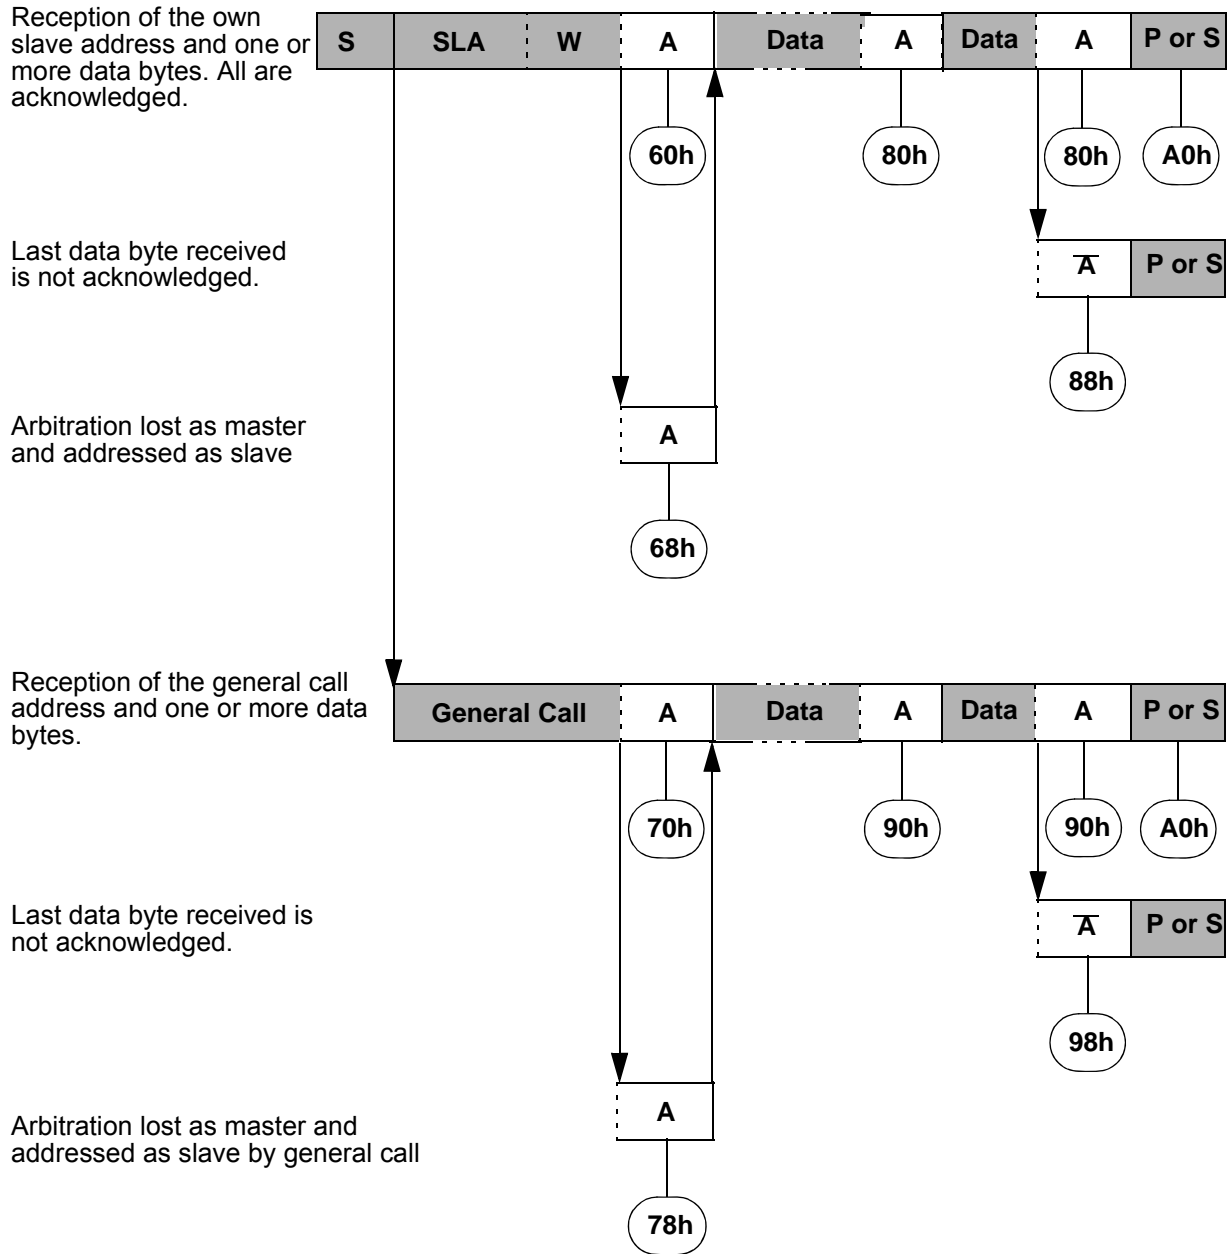 Reception of the own
slave address and one or
more data bytes. All are
acknowledged.
S SLA W A Data A Data A P or S
60h 80h 80h A0h
Last data byte received
is not acknowledged.
A̅ P or S
88h
Arbitration lost as master
and addressed as slave
A
68h
Reception of the general call
address and one or more data
bytes.
General Call A Data A Data A P or S
70h 90h 90h A0h
Last data byte received is
not acknowledged.
A̅ P or S
98h
Arbitration lost as master and
addressed as slave by general call
A
78h